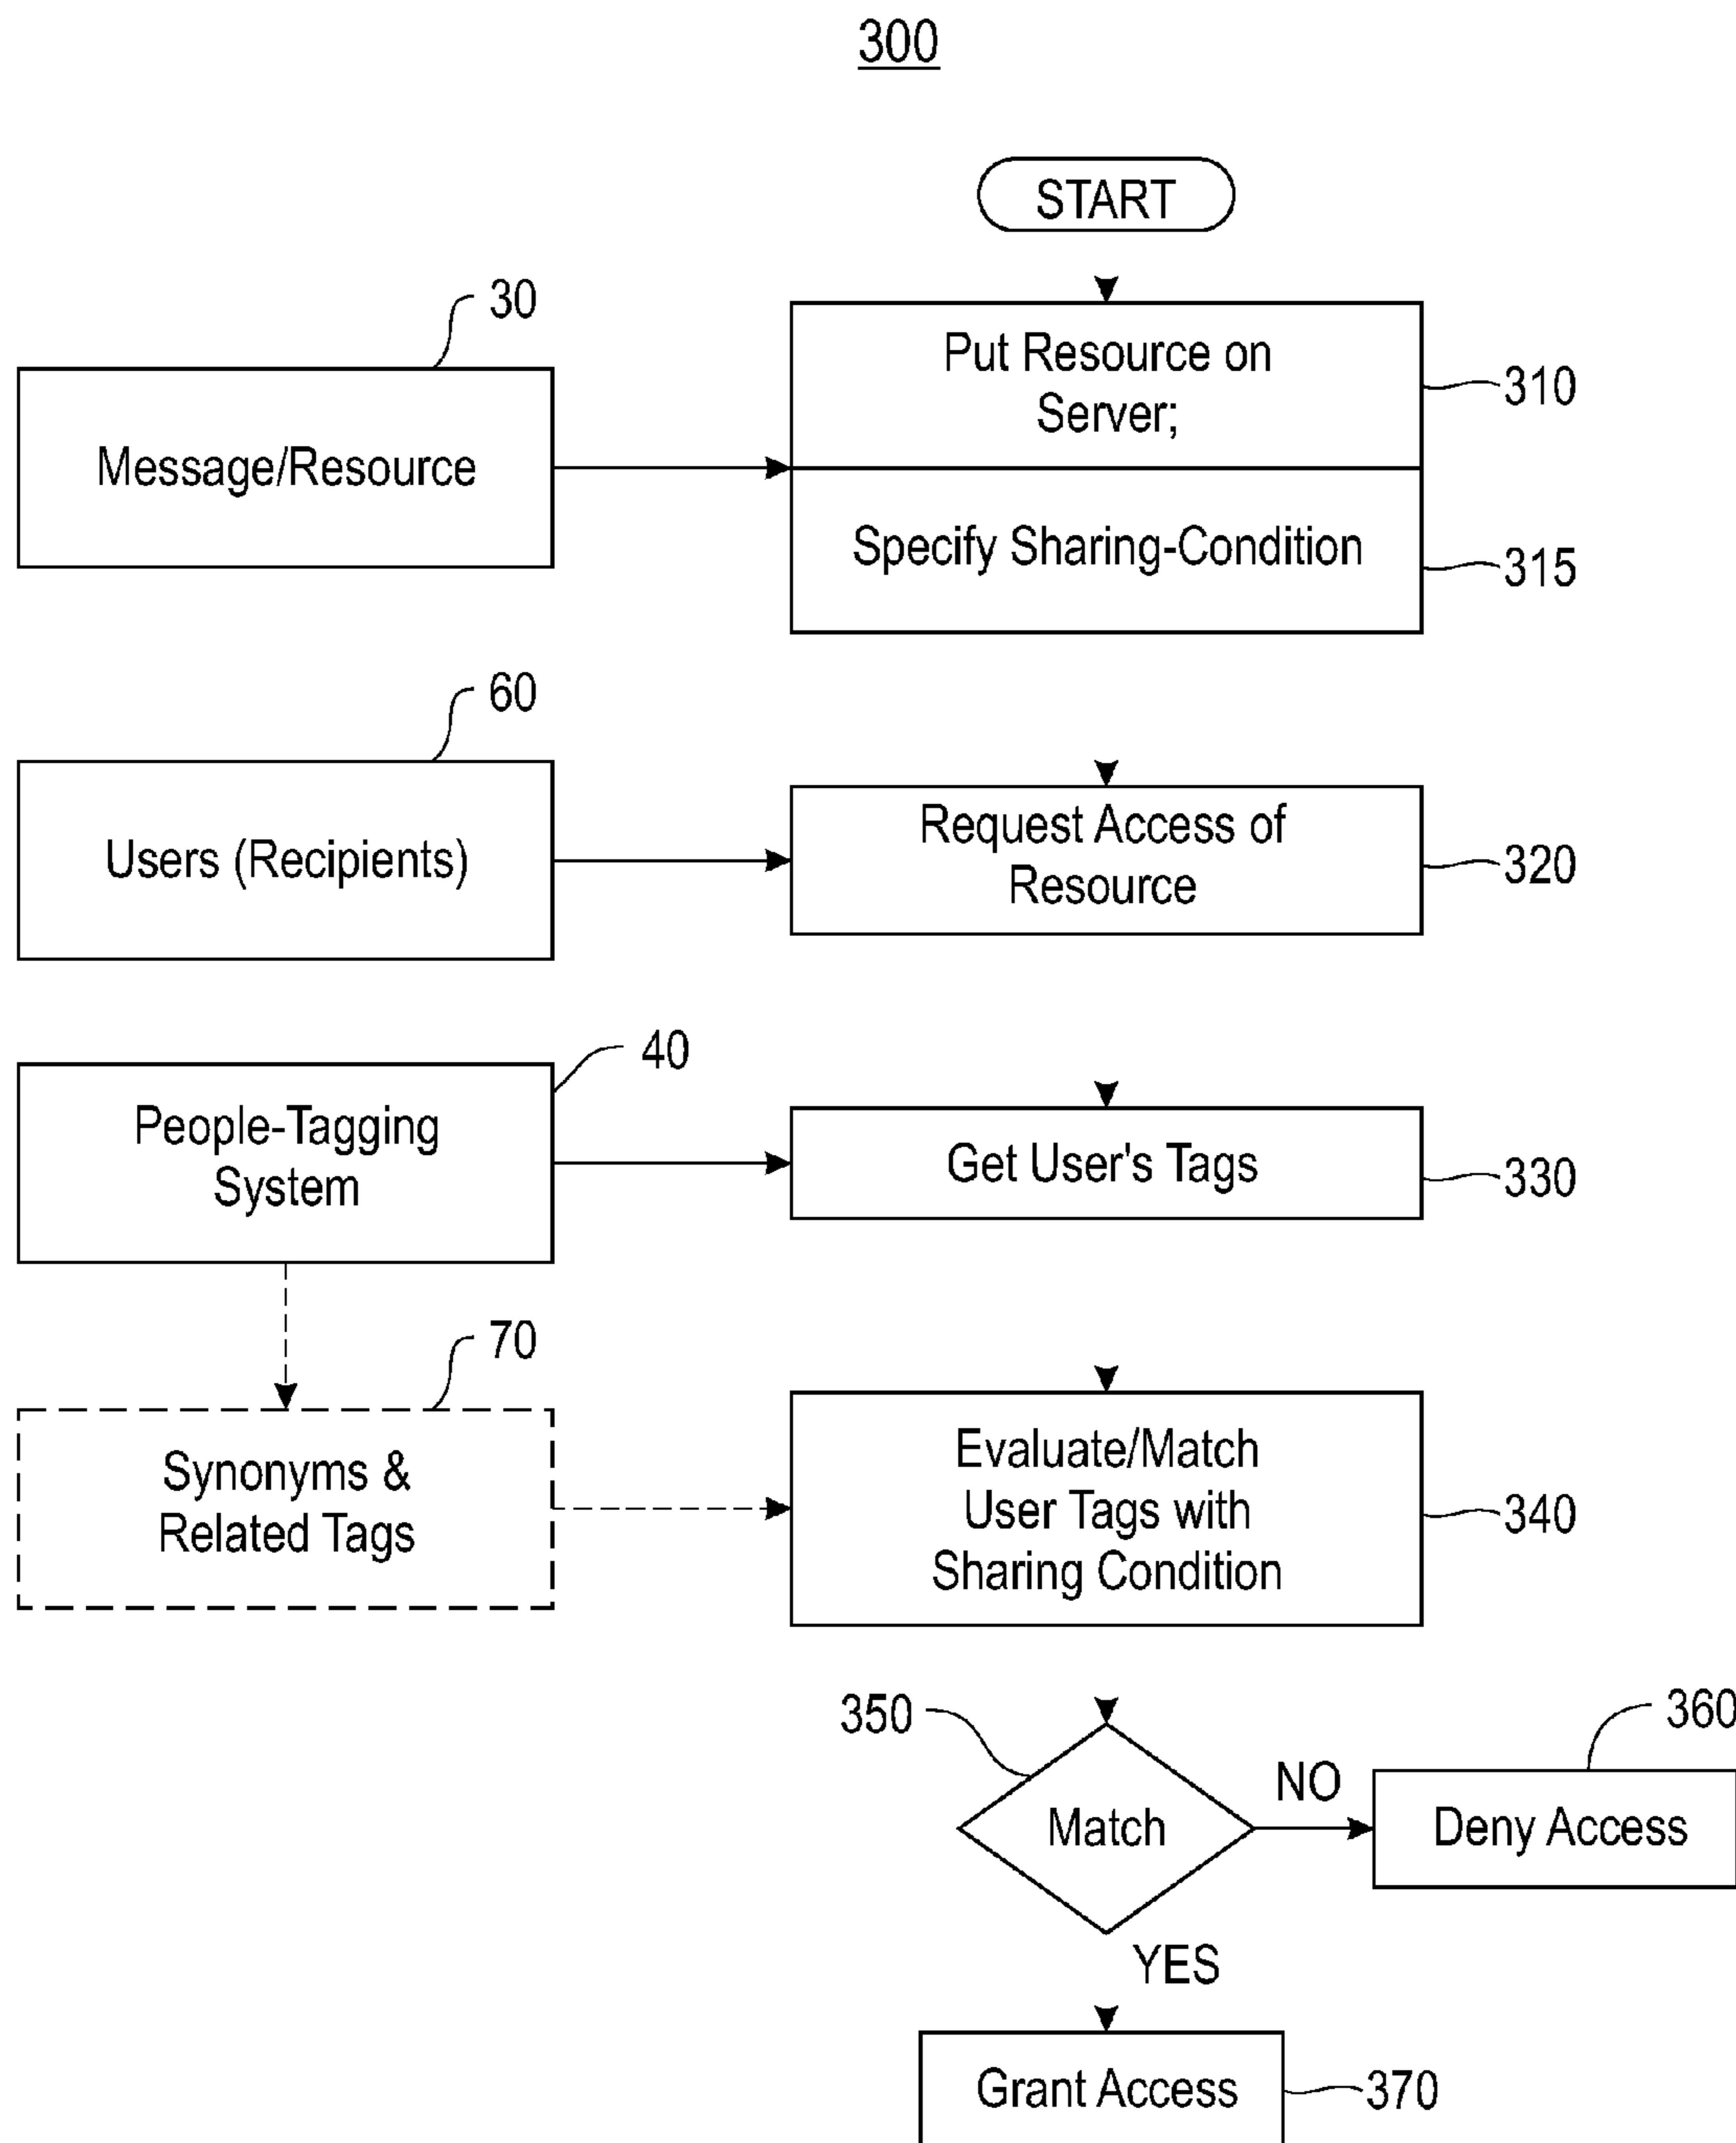 300
START
30
Message/Resource
Put Resource on
Server;
310
Specify Sharing-Condition
315
60
Users (Recipients)
Request Access of
Resource
320
40
People-Tagging
System
Get User's Tags
330
70
Synonyms &
Related Tags
Evaluate/Match
User Tags with
Sharing Condition
340
350
Match
NO
360
Deny Access
YES
Grant Access
370